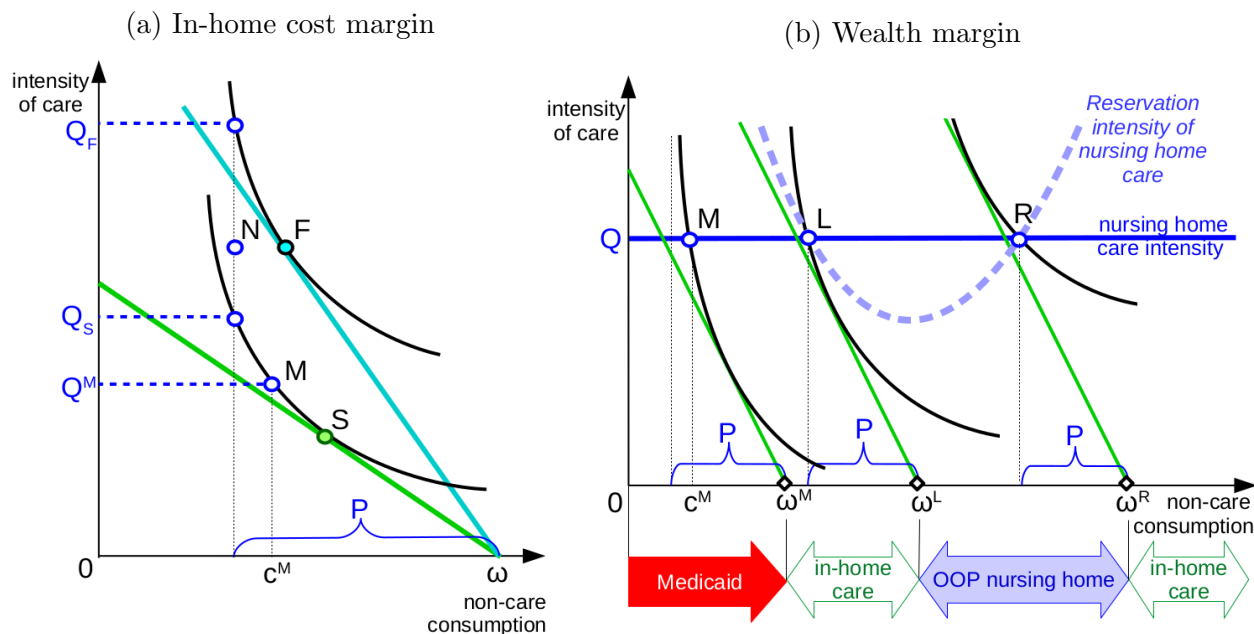 (a) In-home cost margin
intensity
of care
Q_F
N
F
Q_S
Q^M
M
S
P
0
c^M
ω
non-care
consumption
(b) Wealth margin
intensity
of care
Reservation
intensity of
nursing home
care
M
L
R
Q
nursing home
care intensity
P
P
P
0
c^M
ω^M
ω^L
ω^R
non-care
consumption
Medicaid
in-home
care
OOP nursing home
in-home
care